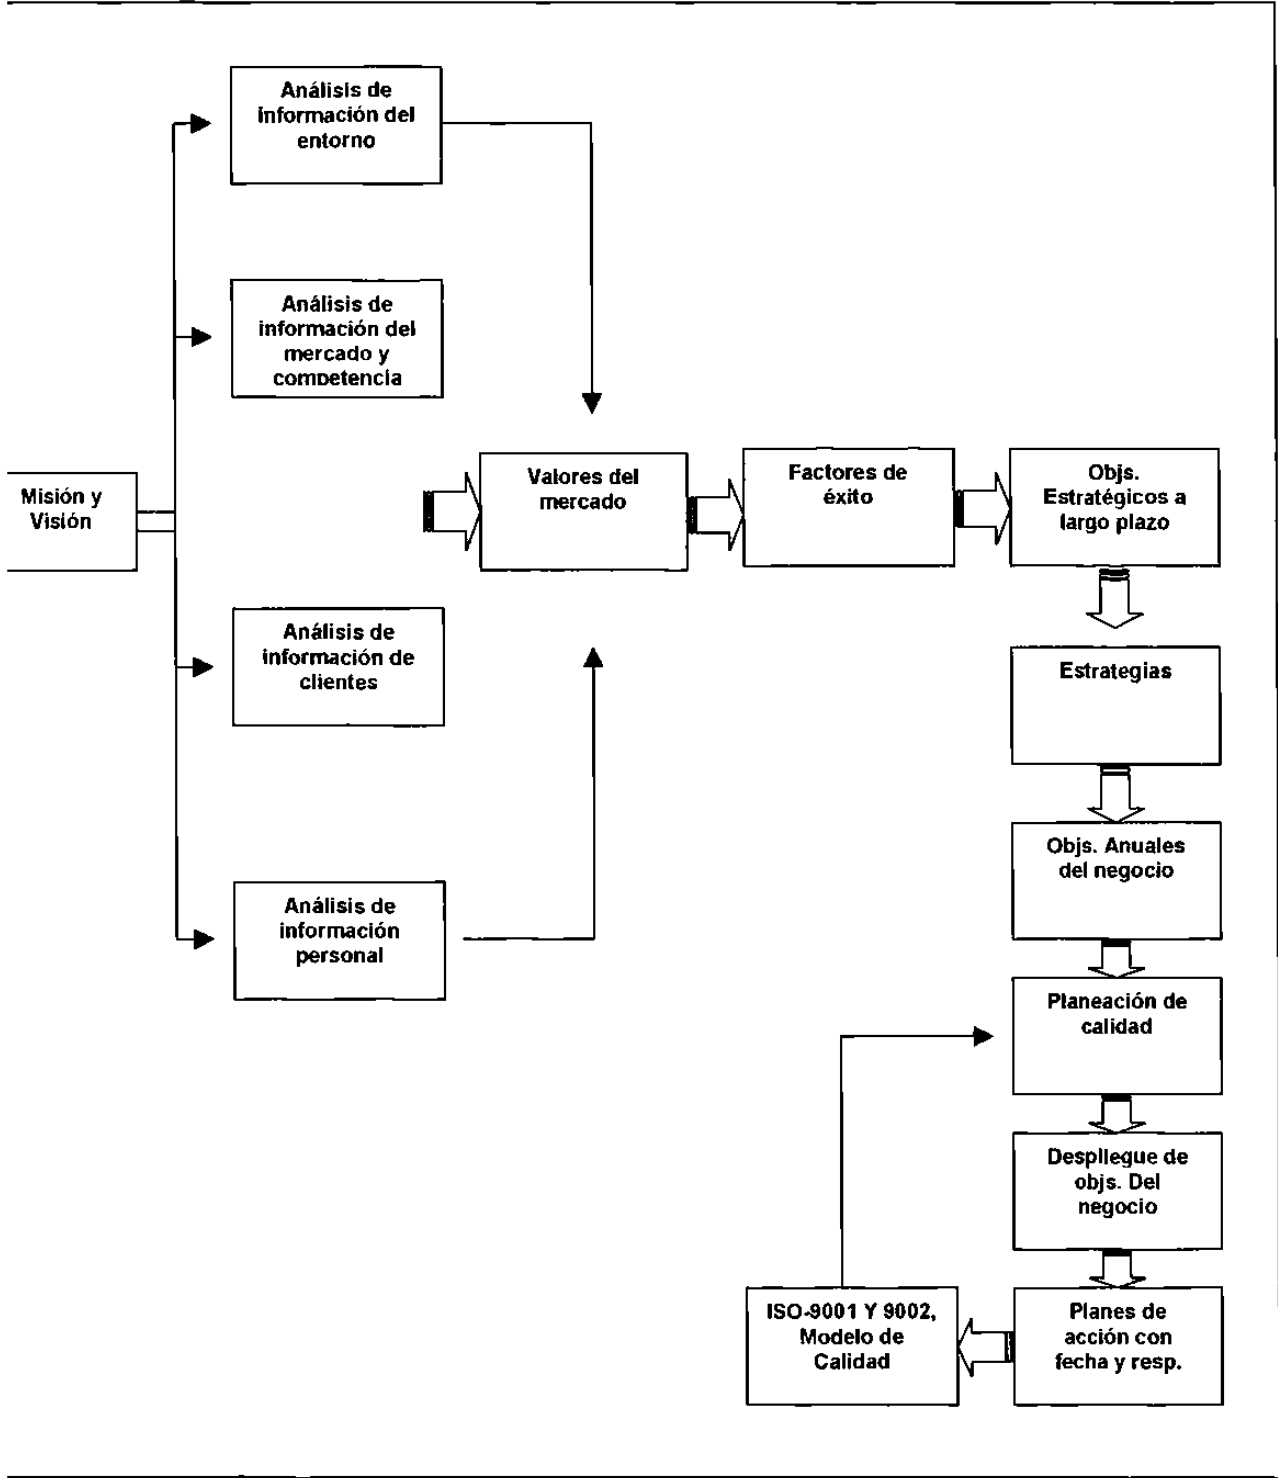 Análisis de
información del
entorno
Análisis de
información del
mercado y
competencia
Misión y
Visión
Valores del
mercado
Factores de
éxito
Objs.
Estratégicos a
largo plazo
Análisis de
información de
clientes
Estrategias
Objs. Anuales
del negocio
Análisis de
información
personal
Planeación de
calidad
Despliegue de
objs. Del
negocio
ISO-9001 Y 9002,
Modelo de
Calidad
Planes de
acción con
fecha y resp.